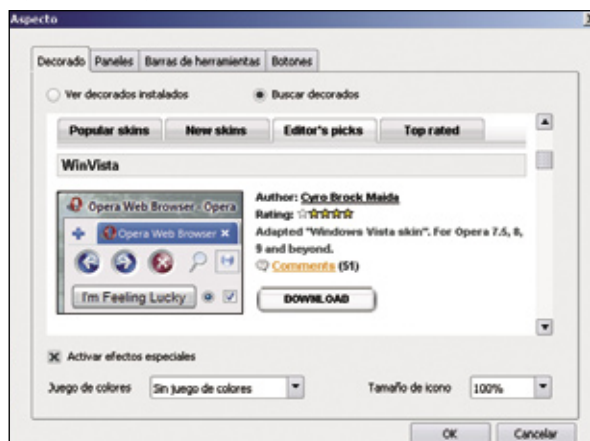 Aspecto
Decorado Paneles Barras de herramientas Botones
Ver decorados instalados Buscar decorados
Popular skins New skins Editor's picks Top rated
WinVista
Opera Web Browser - Opera
Opera Web Browser
I'm Feeling Lucky
Author: Cyro Brock Maida
Rating:
Adapted "Windows Vista skin". For Opera 7.5, 8,
9 and beyond.
Comments (51)
DOWNLOAD
Activar efectos especiales
Juego de colores Sin juego de colores Tamaño de icono 100%
OK Cancelar